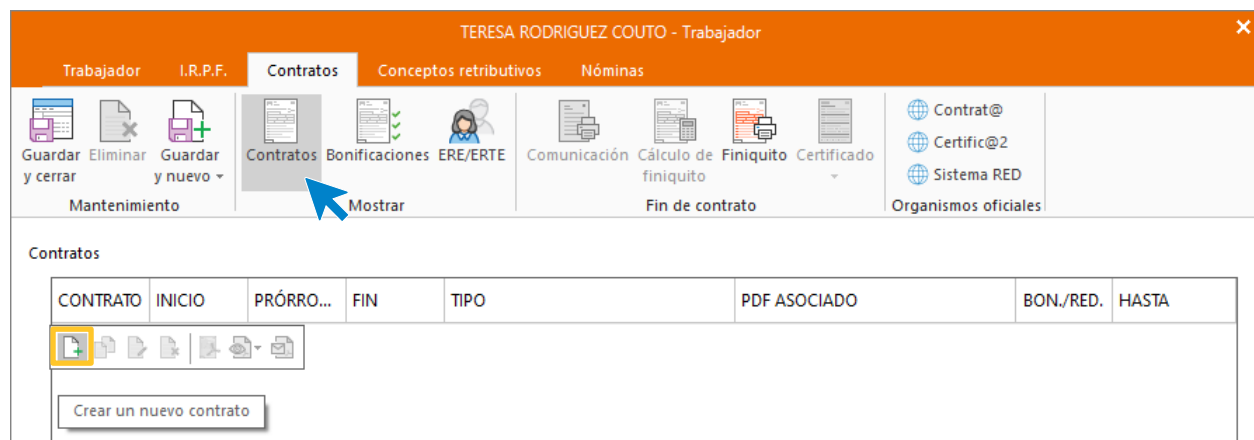 TERESA RODRIGUEZ COUTO - Trabajador
Trabajador I.R.P.F. Contratos Conceptos retributivos Nóminas
Guardar y cerrar
Eliminar
Guardar y nuevo
Contratos
Bonificaciones
ERE/ERTE
Comunicación
Cálculo de finiquito
Finiquito
Certificado
Contrat@
Certific@2
Sistema RED
Mantenimiento
Mostrar
Fin de contrato
Organismos oficiales
Contratos
CONTRATO INICIO PRÓRRO... FIN TIPO PDF ASOCIADO BON./RED. HASTA
Crear un nuevo contrato